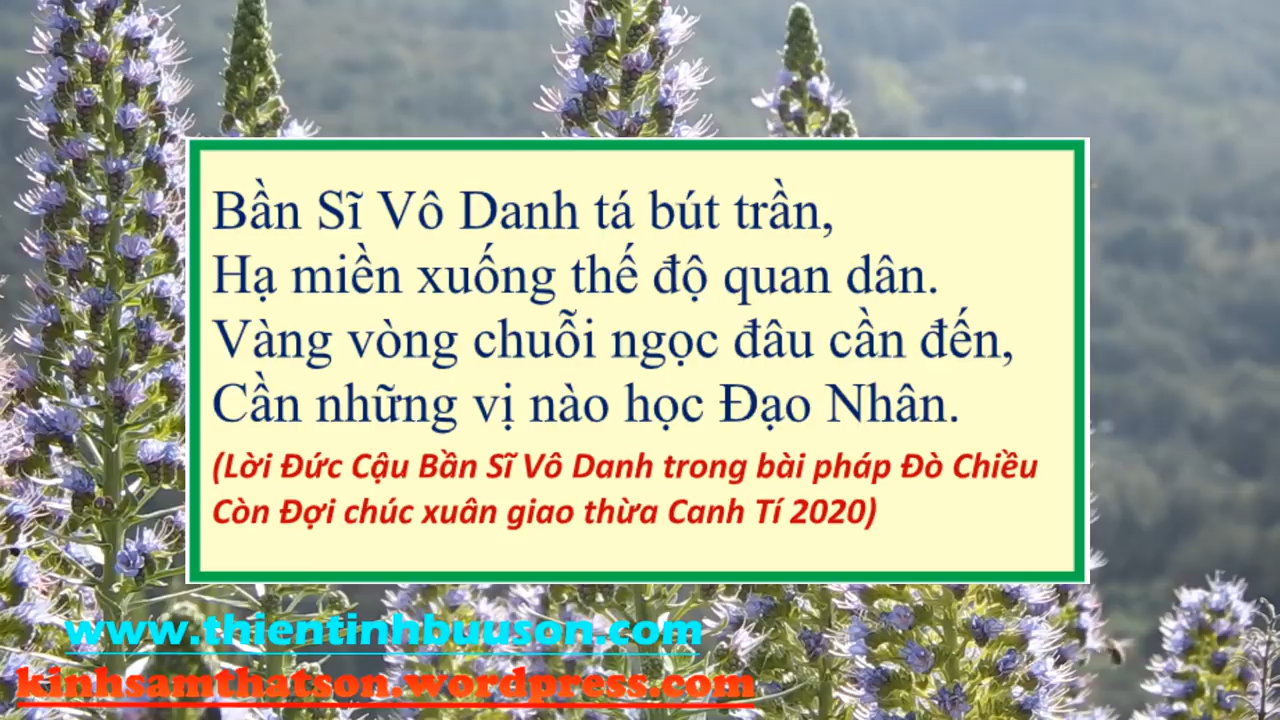 Bần Sĩ Vô Danh tá bút trần,
Hạ miền xuống thế độ quan dân.
Vàng vòng chuỗi ngọc đâu cần đến,
Cần những vị nào học Đạo Nhân.
(Lời Đức Cậu Bần Sĩ Vô Danh trong bài pháp Đò Chiều
Còn Đợi chúc xuân giao thừa Canh Tí 2020)
www.thientinhbuuson.com
kinhsamthatson.wordpress.com